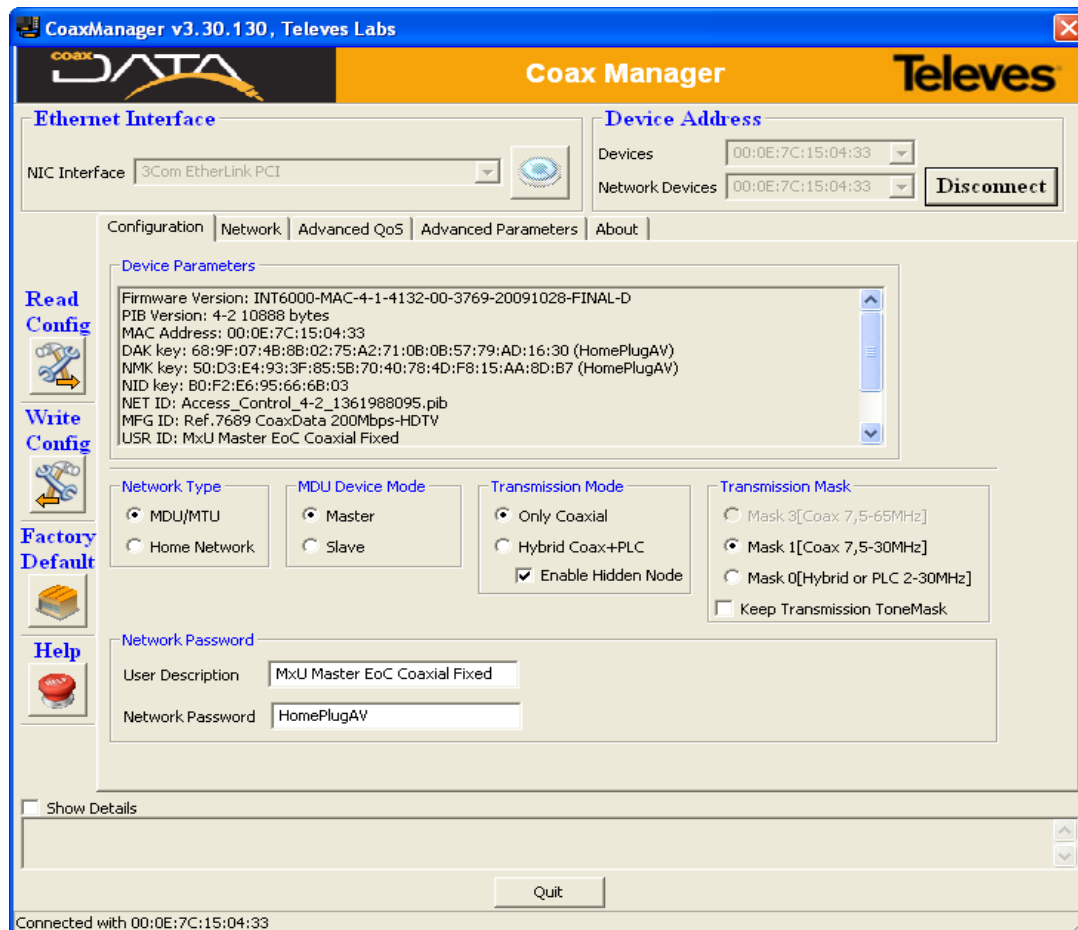 CoaxManager v3.30.130, Televes Labs
coax DATA
Coax Manager
Televes
Ethernet Interface
NIC Interface 3Com EtherLink PCI
Device Address
Devices 00:0E:7C:15:04:33
Network Devices 00:0E:7C:15:04:33
Disconnect
Configuration Network Advanced QoS Advanced Parameters About
Read Config
Write Config
Factory Default
Help
HELP
Device Parameters
Firmware Version: INT6000-MAC-4-1-4132-00-3769-20091028-FINAL-D
PIB Version: 4-2 10888 bytes
MAC Address: 00:0E:7C:15:04:33
DAK key: 68:9F:07:4B:8B:02:75:A2:71:0B:0B:57:79:AD:16:30 (HomePlugAV)
NMK key: 50:D3:E4:93:3F:85:5B:70:40:78:4D:F8:15:AA:8D:B7 (HomePlugAV)
NID key: B0:F2:E6:95:66:6B:03
NET ID: Access_Control_4-2_1361988095.pib
MFG ID: Ref.7689 CoaxData 200Mbps-HDTV
USR ID: MxU Master EoC Coaxial Fixed
Network Type
MDU/MTU
Home Network
MDU Device Mode
Master
Slave
Transmission Mode
Only Coaxial
Hybrid Coax+PLC
Enable Hidden Node
Transmission Mask
Mask 3[Coax 7,5-65MHz]
Mask 1[Coax 7,5-30MHz]
Mask 0[Hybrid or PLC 2-30MHz]
Keep Transmission ToneMask
Network Password
User Description MxU Master EoC Coaxial Fixed
Network Password HomePlugAV
Show Details
Quit
Connected with 00:0E:7C:15:04:33